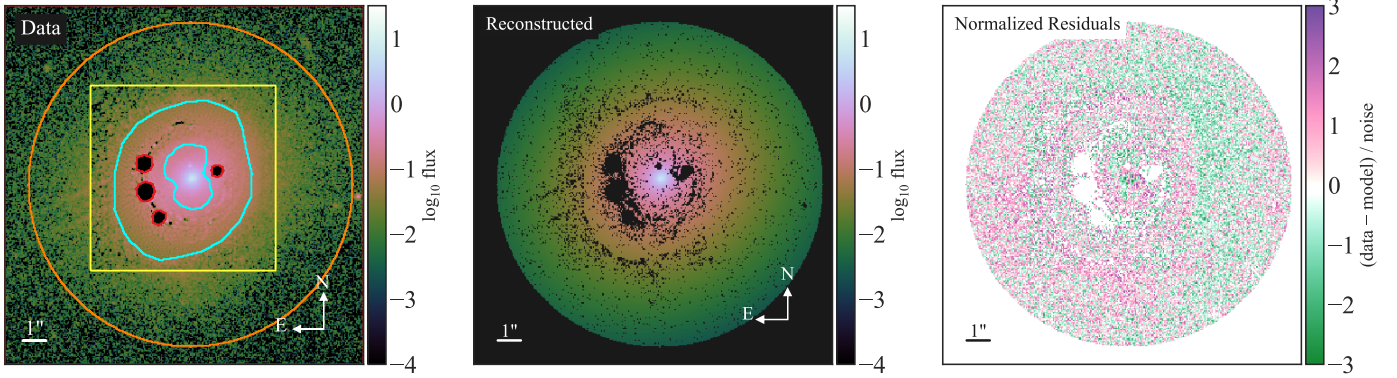 Data
N
E
1"
1
0
−1
−2
−3
−4
log₁₀ flux
Reconstructed
N
E
1"
1
0
−1
−2
−3
−4
log₁₀ flux
Normalized Residuals
1"
3
2
1
0
−1
−2
−3
((data − model) / noise